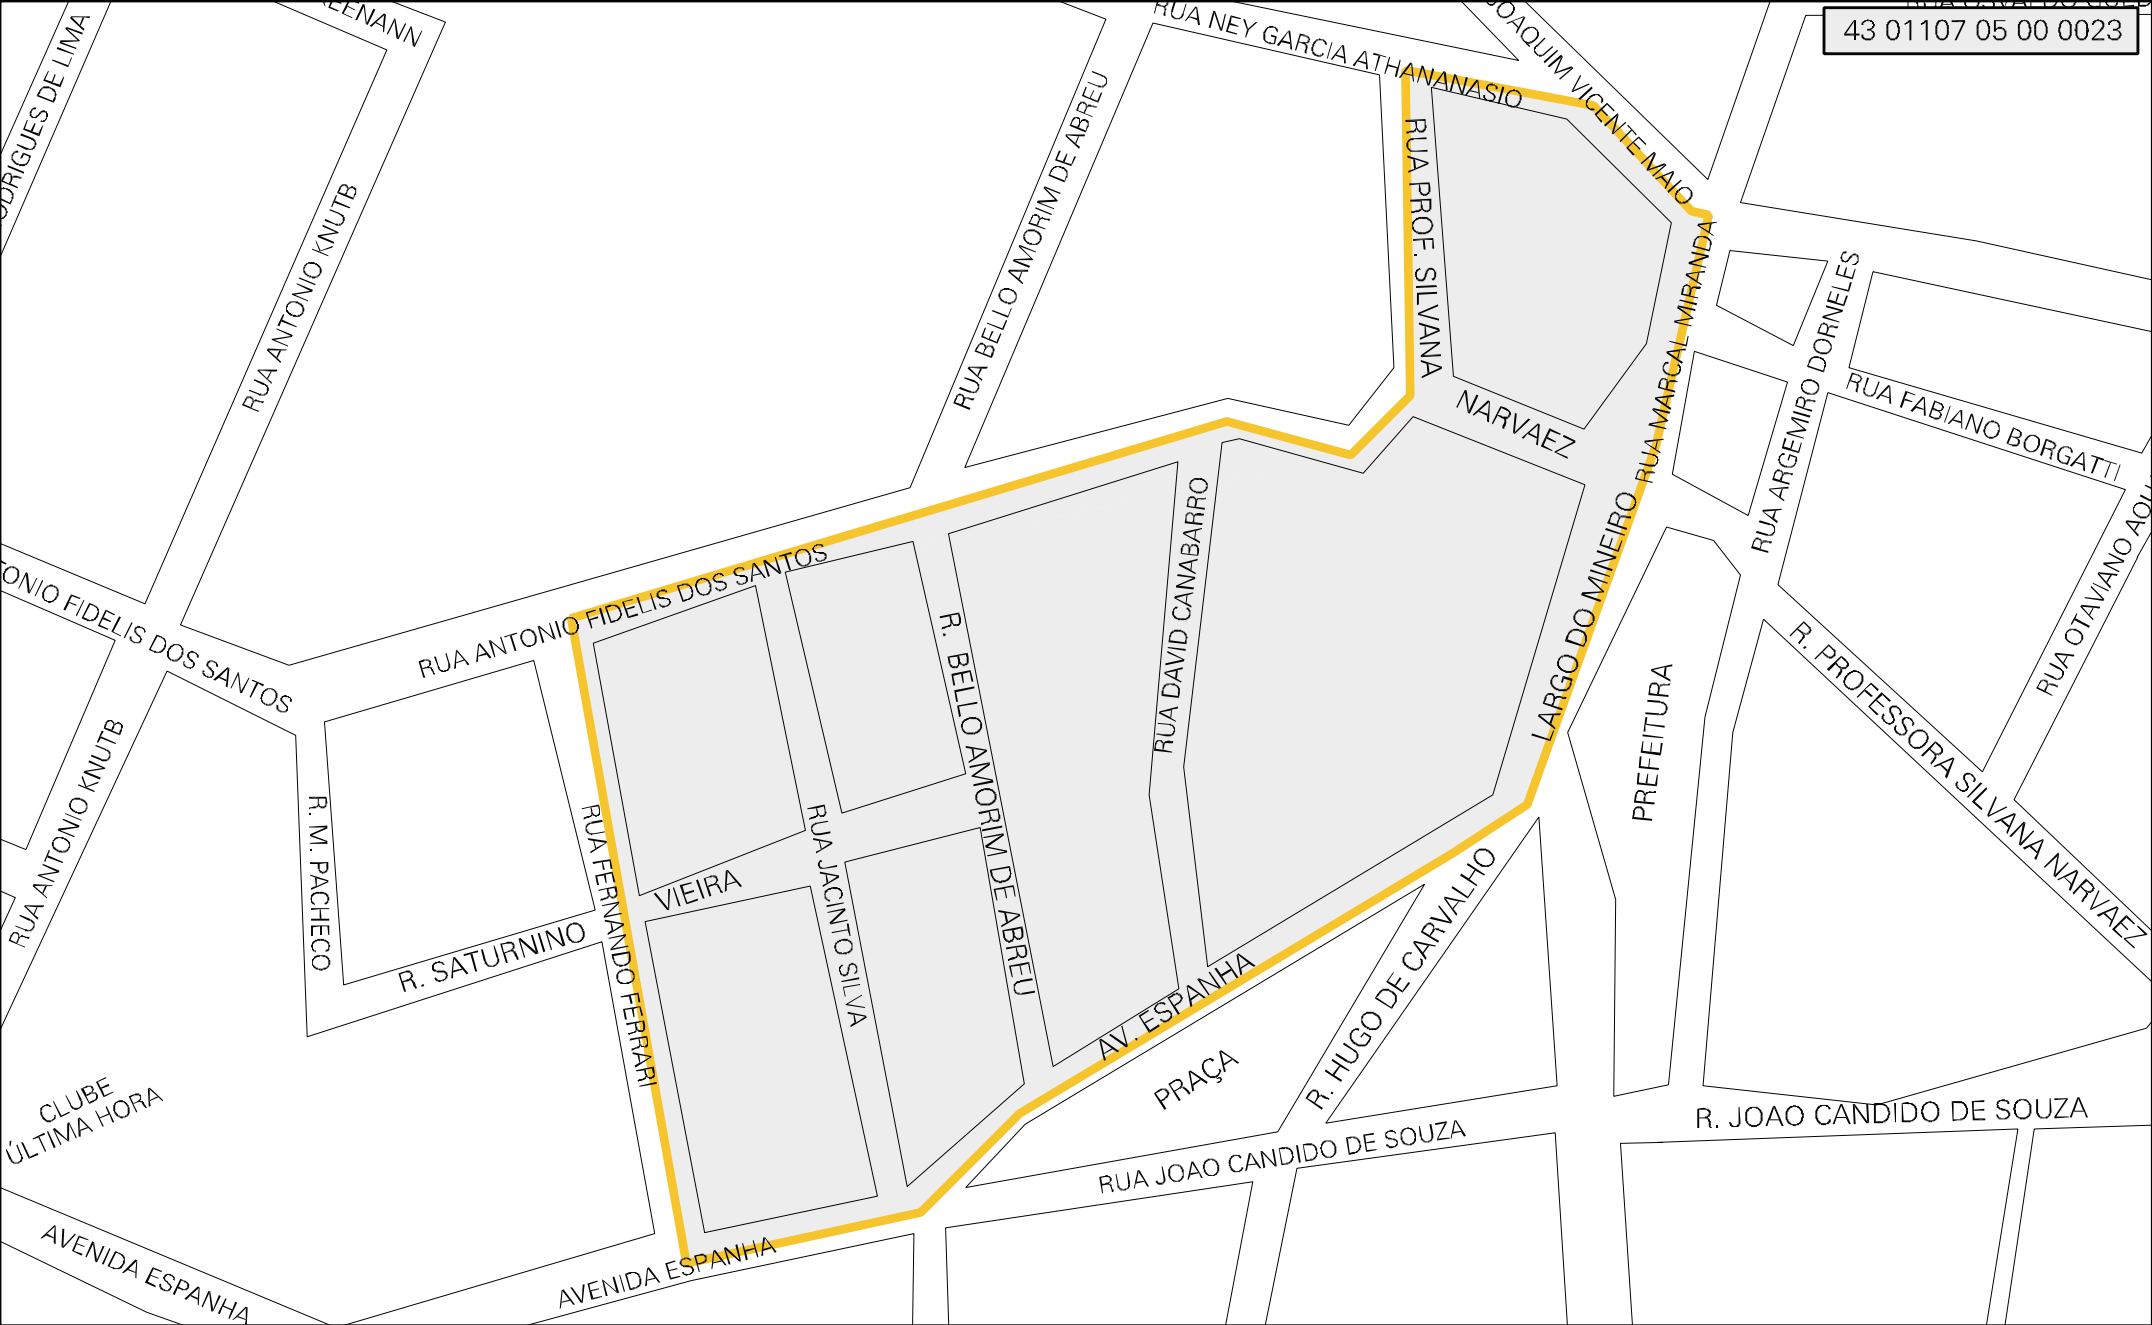 43 01107 05 00 0023
RUA NEY GARCIA ATHANANASIO
JOAQUIM VICENTE MAIO
RUA ANTONIO KNUTB
RUA BELLO AMORIM DE ABREU
RUA PROF. SILVANA
NARVAEZ
RUA MARCAL MIRANDA
RUA ARGEMIRO DORNELES
RUA FABIANO BORGATTI
RUA DAVID CANABARRO
LARGO DO MINEIRO
RUA OTAVIANO
RUA ANTONIO FIDELIS DOS SANTOS
FIDELIS DOS SANTOS
R. BELLO AMORIM DE ABREU
PREFEITURA
R. PROFESSORA SILVANA NARVAEZ
RUA ANTONIO KNUTB
R. M. PACHECO
RUA FERNANDO FERRARI
RUA JACINTO SILVA
VIEIRA
R. SATURNINO
AV. ESPANHA
R. HUGO DE CARVALHO
PRAÇA
CLUBE
ÚLTIMA HORA
R. JOAO CANDIDO DE SOUZA
RUA JOAO CANDIDO DE SOUZA
AVENIDA ESPANHA
AVENIDA ESPANHA
DE LIMA